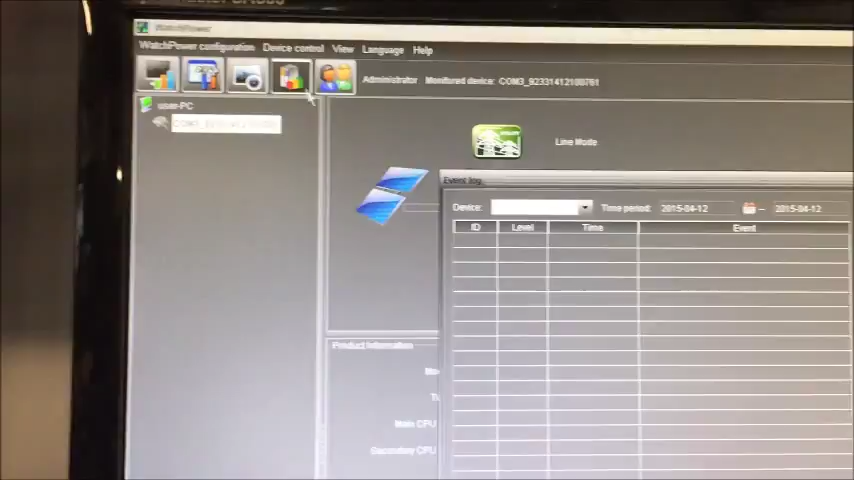 WatchPower
WatchPower configuration Device control View Language Help
Administrator Monitored device: COM3_92331412100761
user-PC
Line Mode
Event log
Device: Time period: 2015-04-12 – 2015-04-12
ID Level Time Event
Product Information
Main CPU
Secondary CPU